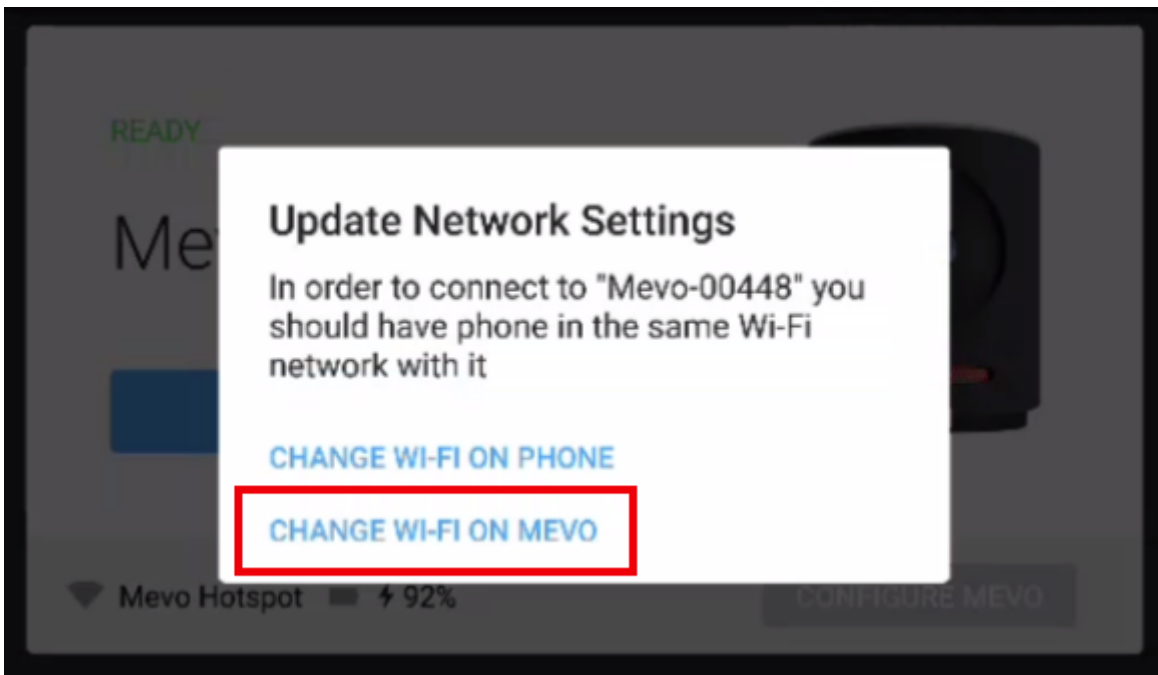 READY
Me
Update Network Settings
In order to connect to "Mevo-00448" you
should have phone in the same Wi-Fi
network with it
CHANGE WI-FI ON PHONE
CHANGE WI-FI ON MEVO
Mevo Hotspot 92%
CONFIGURE MEVO